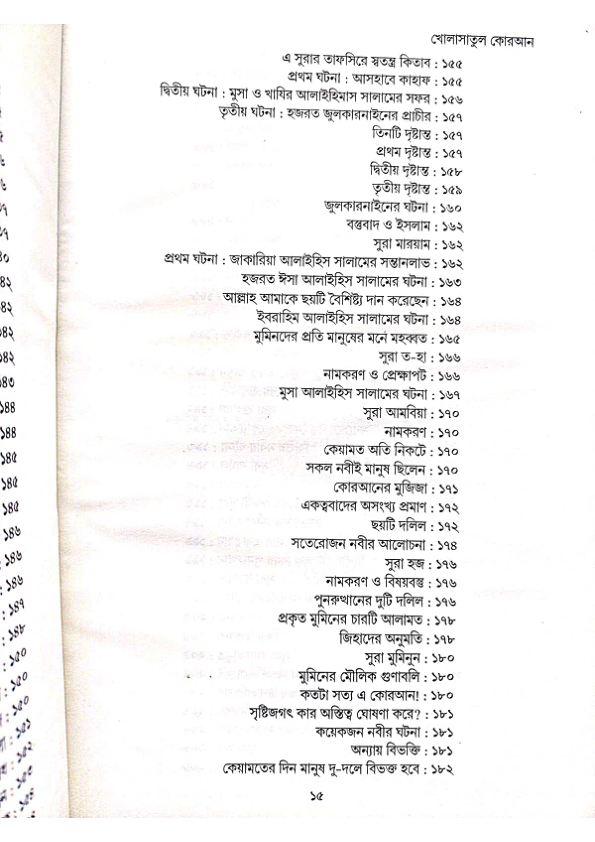 খোলাসাতুল কোরআন
এ সুরার তাফসিরে স্বতন্ত্র কিতাব : ১৫৫
প্রথম ঘটনা : আসহাবে কাহাফ : ১৫৫
দ্বিতীয় ঘটনা : মুসা ও খাযির আলাইহিমাস সালামের সফর : ১৫৬
তৃতীয় ঘটনা : হজরত জুলকারনাইনের প্রাচীর : ১৫৭
তিনটি দৃষ্টান্ত : ১৫৭
প্রথম দৃষ্টান্ত : ১৫৭
দ্বিতীয় দৃষ্টান্ত : ১৫৮
তৃতীয় দৃষ্টান্ত : ১৫৯
জুলকারনাইনের ঘটনা : ১৬০
বস্তুবাদ ও ইসলাম : ১৬২
সুরা মারয়াম : ১৬২
প্রথম ঘটনা : জাকারিয়া আলাইহিস সালামের সন্তানলাভ : ১৬২
হজরত ঈসা আলাইহিস সালামের ঘটনা : ১৬৩
আল্লাহ আমাকে ছয়টি বৈশিষ্ট্য দান করেছেন : ১৬৪
ইবরাহিম আলাইহিস সালামের ঘটনা : ১৬৪
মুমিনদের প্রতি মানুষের মনে মহব্বত : ১৬৫
সুরা ত-হা : ১৬৬
নামকরণ ও প্রেক্ষাপট : ১৬৬
মুসা আলাইহিস সালামের ঘটনা : ১৬৭
সুরা আমবিয়া : ১৭০
নামকরণ : ১৭০
কেয়ামত অতি নিকটে : ১৭০
সকল নবীই মানুষ ছিলেন : ১৭০
কোরআনের মুজিজা : ১৭১
একত্ববাদের অসংখ্য প্রমাণ : ১৭২
ছয়টি দলিল : ১৭২
সতেরোজন নবীর আলোচনা : ১৭৪
সুরা হজ : ১৭৬
নামকরণ ও বিষয়বস্তু : ১৭৬
পুনরুত্থানের দুটি দলিল : ১৭৬
প্রকৃত মুমিনের চারটি আলামত : ১৭৮
জিহাদের অনুমতি : ১৭৮
সুরা মুমিনুন : ১৮০
মুমিনের মৌলিক গুণাবলি : ১৮০
কতটা সত্য এ কোরআন! : ১৮০
সৃষ্টিজগৎ কার অস্তিত্ব ঘোষণা করে? : ১৮১
কয়েকজন নবীর ঘটনা : ১৮১
অন্যায় বিভক্তি : ১৮১
কেয়ামতের দিন মানুষ দু-দলে বিভক্ত হবে : ১৮২
১৫